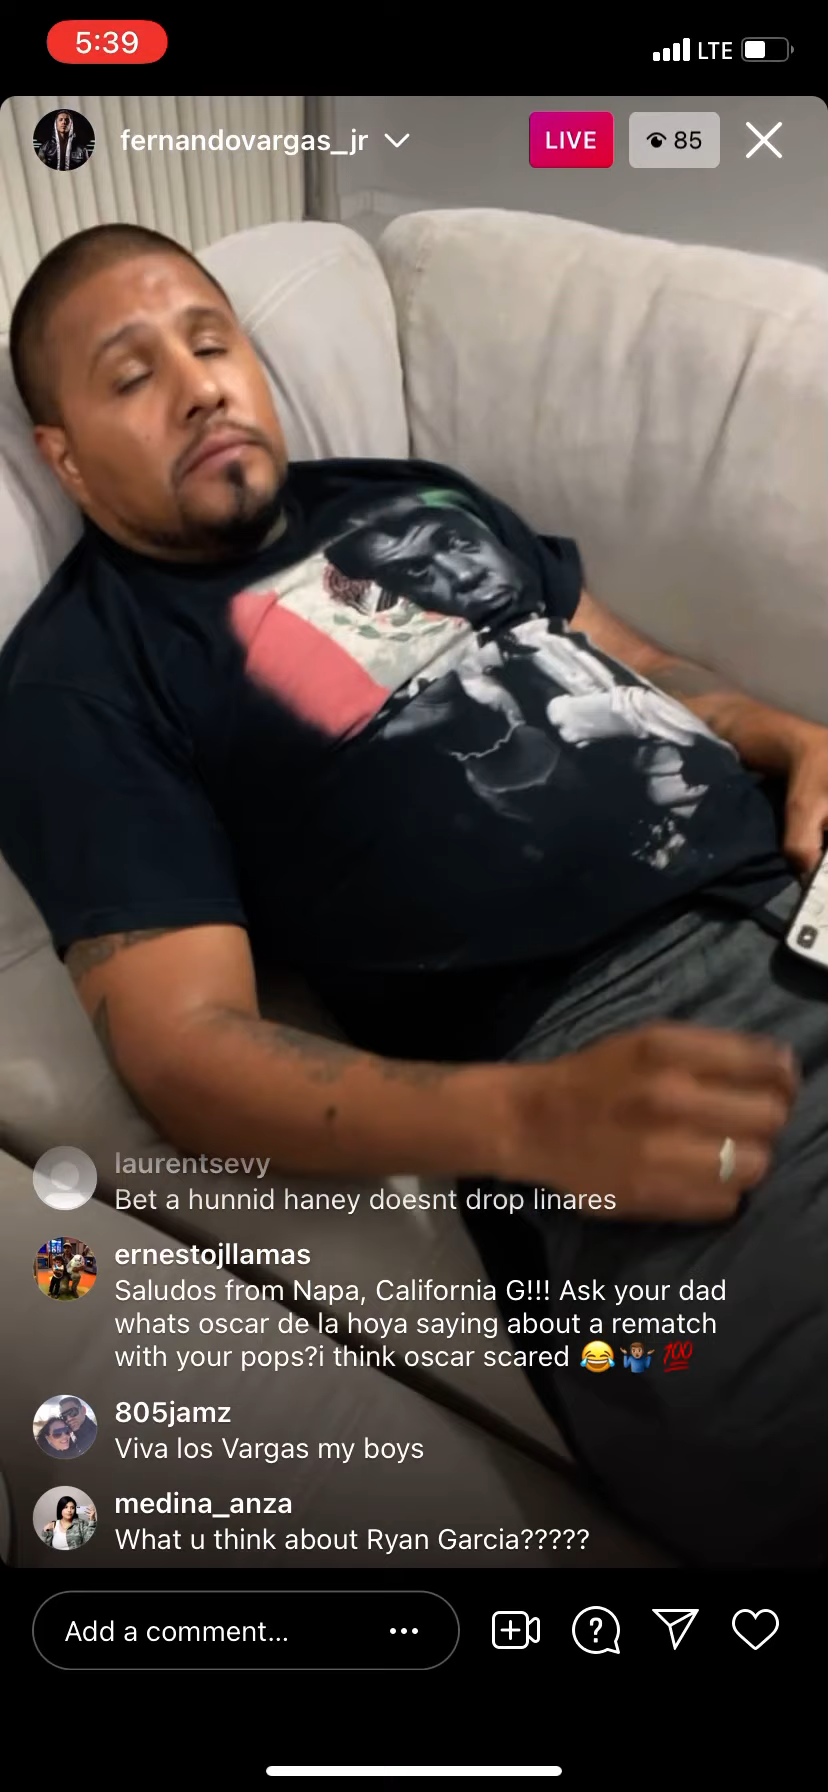 5:39
LTE
fernandovargas_jr
LIVE
85
laurentsevy
Bet a hunnid haney doesnt drop linares
ernestojllamas
Saludos from Napa, California G!!! Ask your dad
whats oscar de la hoya saying about a rematch
with your pops?i think oscar scared 😂🤷🏽‍♂️💯
805jamz
Viva los Vargas my boys
medina_anza
What u think about Ryan Garcia?????
Add a comment...